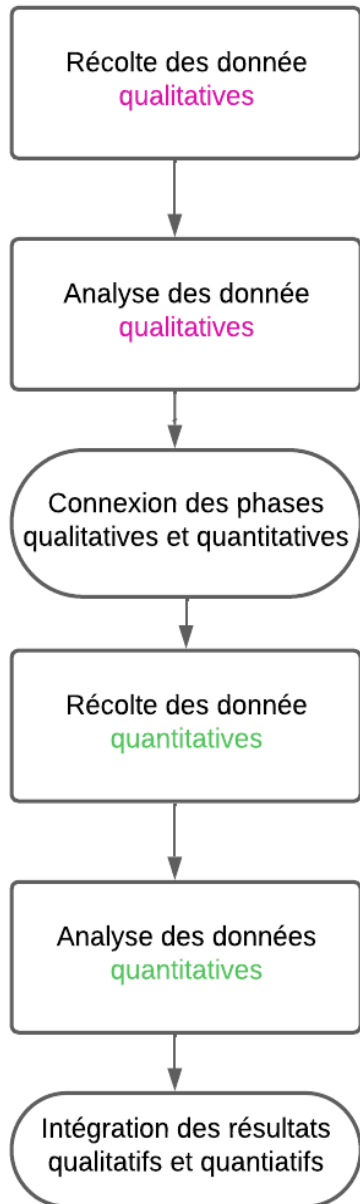 Récolte des donnée
qualitatives
Analyse des donnée
qualitatives
Connexion des phases
qualitatives et quantitatives
Récolte des donnée
quantitatives
Analyse des données
quantitatives
Intégration des résultats
qualitatifs et quantiatifs